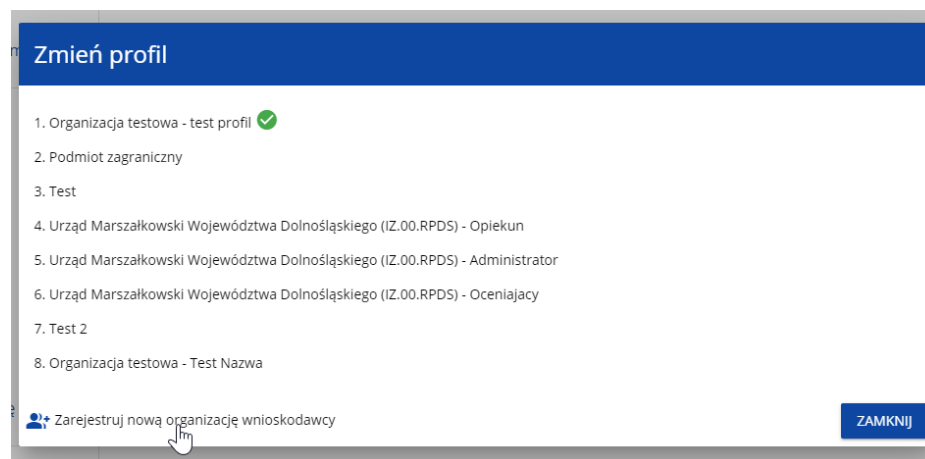 Zmień profil
1. Organizacja testowa - test profil
2. Podmiot zagraniczny
3. Test
4. Urząd Marszałkowski Województwa Dolnośląskiego (IZ.00.RPDS) - Opiekun
5. Urząd Marszałkowski Województwa Dolnośląskiego (IZ.00.RPDS) - Administrator
6. Urząd Marszałkowski Województwa Dolnośląskiego (IZ.00.RPDS) - Oceniajacy
7. Test 2
8. Organizacja testowa - Test Nazwa
Zarejestruj nową organizację wnioskodawcy
ZAMKNIJ